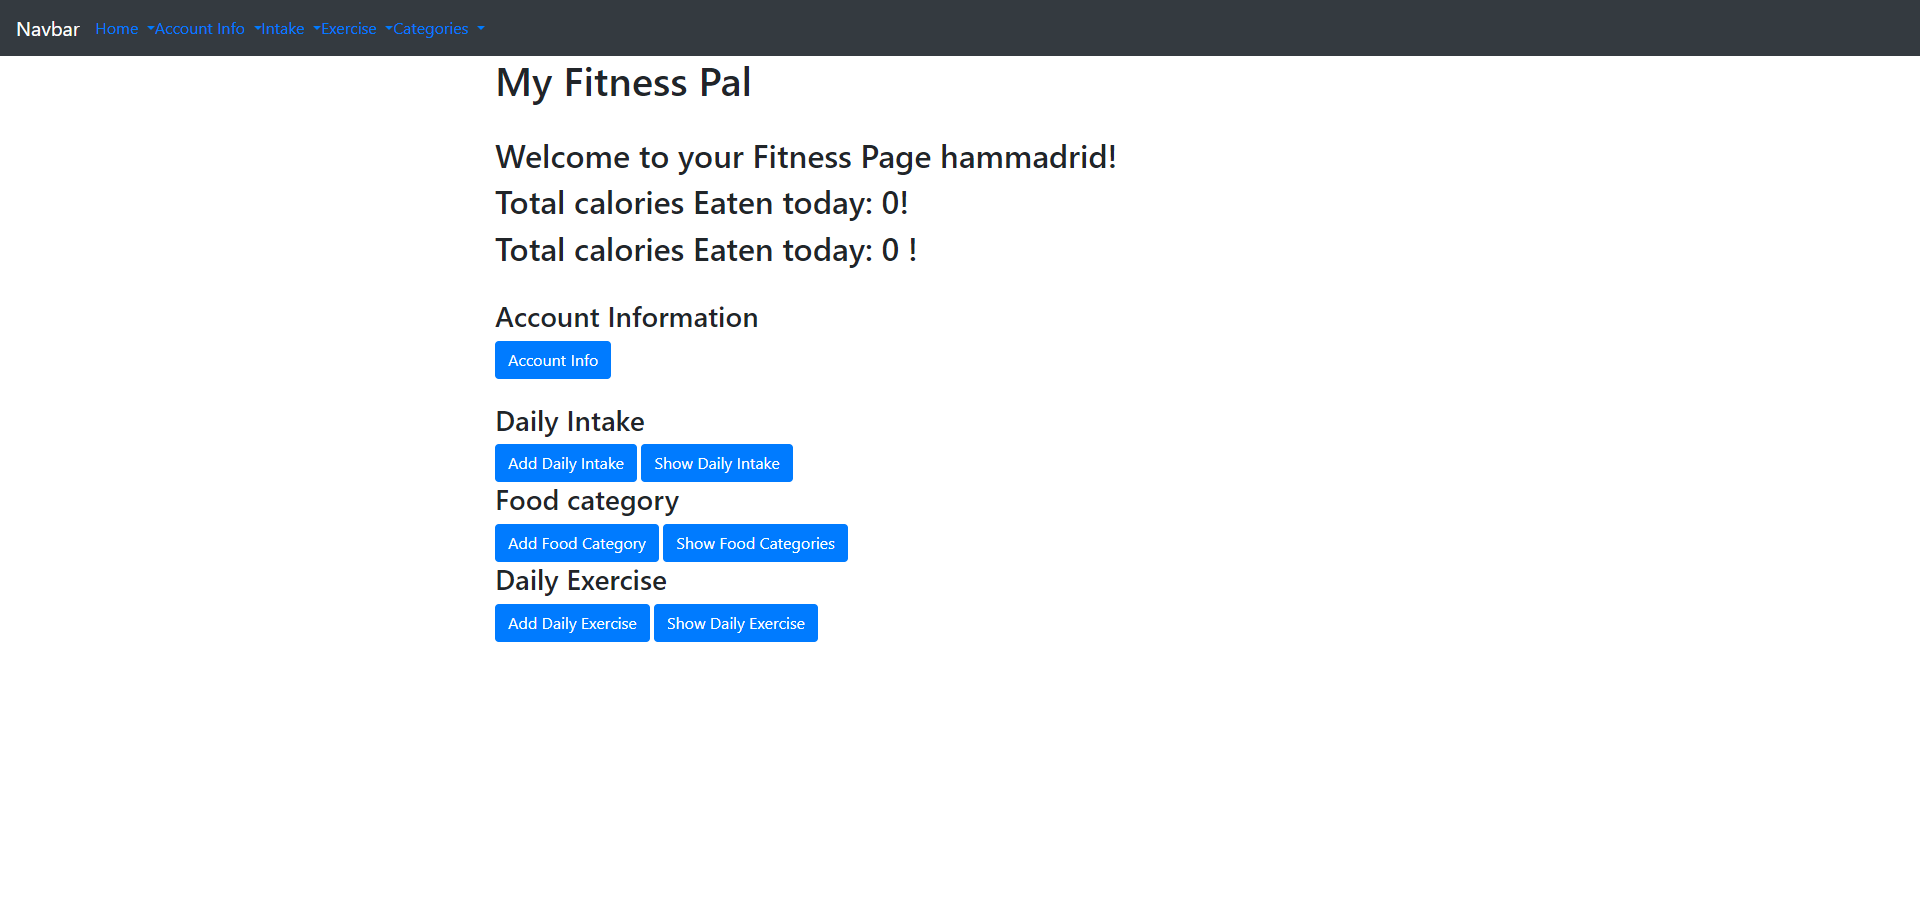 Navbar Home Account Info Intake Exercise Categories
My Fitness Pal
Welcome to your Fitness Page hammadrid!
Total calories Eaten today: 0!
Total calories Eaten today: 0 !
Account Information
Account Info
Daily Intake
Add Daily Intake Show Daily Intake
Food category
Add Food Category Show Food Categories
Daily Exercise
Add Daily Exercise Show Daily Exercise